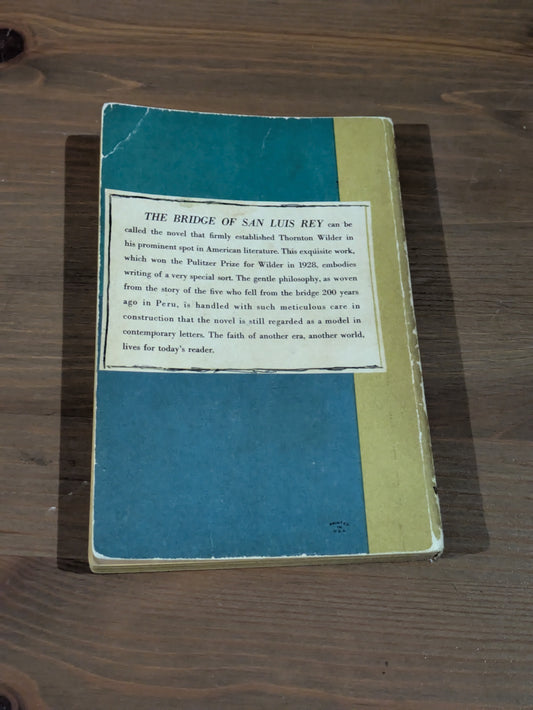 THE BRIDGE OF SAN LUIS REY can be
called the novel that firmly established Thornton Wilder in
his prominent spot in American literature. This exquisite work,
which won the Pulitzer Prize for Wilder in 1928, embodies
writing of a very special sort. The gentle philosophy, as woven
from the story of the five who fell from the bridge 200 years
ago in Peru, is handled with such meticulous care in
construction that the novel is still regarded as a model in
contemporary letters. The faith of another era, another world,
lives for today's reader.
PRINTED
IN
U.S.A.